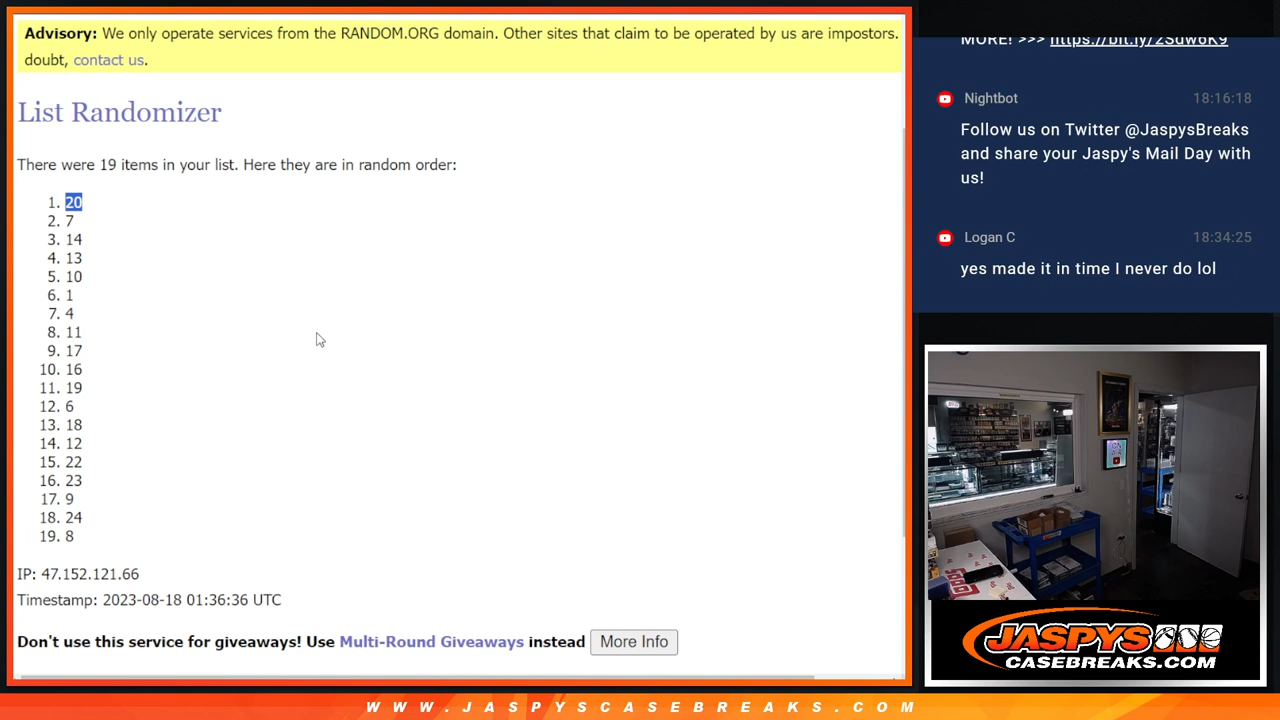 Advisory: We only operate services from the RANDOM.ORG domain. Other sites that claim to be operated by us are impostors.
doubt, contact us.
List Randomizer
There were 19 items in your list. Here they are in random order:
1. 20
2. 7
3. 14
4. 13
5. 10
6. 1
7. 4
8. 11
9. 17
10. 16
11. 19
12. 6
13. 18
14. 12
15. 22
16. 23
17. 9
18. 24
19. 8
IP: 47.152.121.66
Timestamp: 2023-08-18 01:36:36 UTC
Don't use this service for giveaways! Use Multi-Round Giveaways instead More Info
MORE! >>> https://bit.ly/2Sdw6K9
Nightbot 18:16:18
Follow us on Twitter @JaspysBreaks
and share your Jaspy's Mail Day with
us!
Logan C 18:34:25
yes made it in time I never do lol
JASPYS
CASEBREAKS.COM
WWW.JASPYSCASEBREAKS.COM